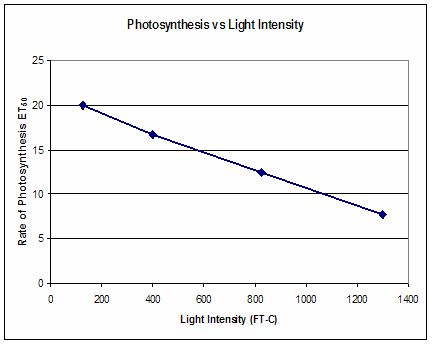 Photosynthesis vs Light Intensity
25
20
15
10
5
0
Rate of Photosynthesis ET50
0 200 400 600 800 1000 1200 1400
Light Intensity (FT-C)